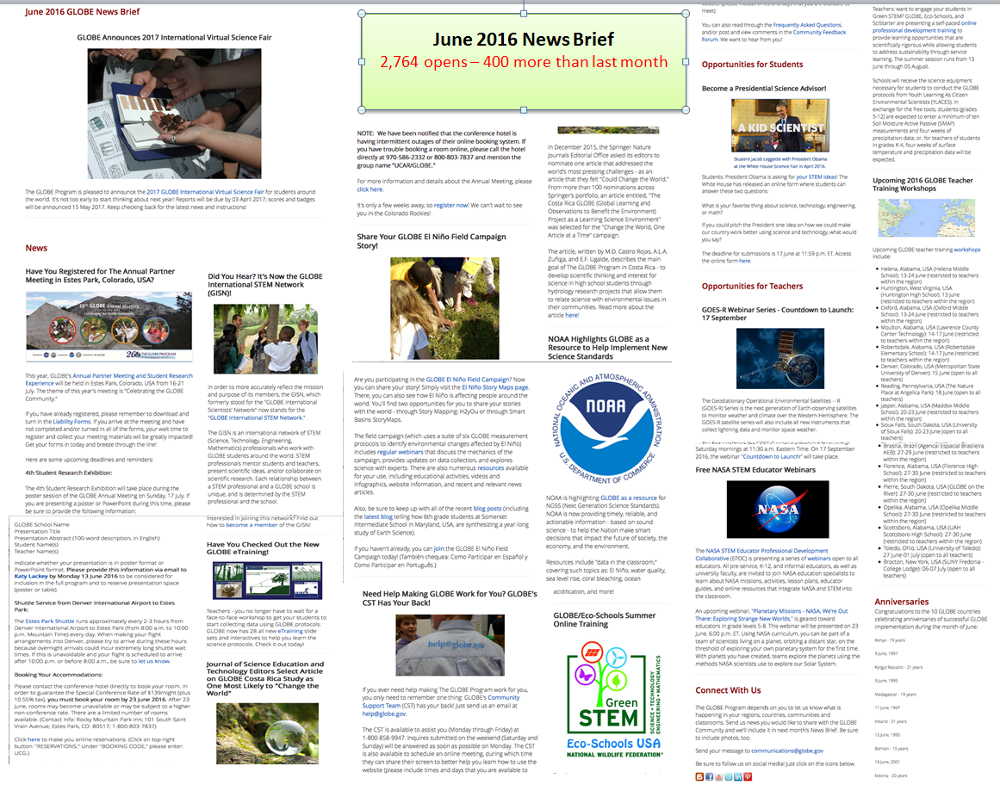 June 2016 GLOBE News Brief
GLOBE Announces 2017 International Virtual Science Fair
The GLOBE Program is pleased to announce the 2017 GLOBE International Virtual Science Fair for students around
the world. It's not too early to start thinking about next year! Reports will be due by 03 April 2017; scores and badges
will be announced 15 May 2017. Keep checking back for the latest news and instructions!
News
Have You Registered for The Annual Partner
Meeting in Estes Park, Colorado, USA?
20th GLOBE Annual Meeting
THE GLOBE PROGRAM
This year, GLOBE's Annual Partner Meeting and Student Research
Experience will be held in Estes Park, Colorado, USA from 16-21
July. The theme of this year's meeting is "Celebrating the GLOBE
Community."
If you have already registered, please remember to download and
turn in the Liability Forms. If you arrive at the meeting and have
not completed and/or turned in all of the forms, your wait time to
register and collect your meeting materials will be greatly impacted!
Get your forms in today and breeze through the line!
Here are some upcoming deadlines and reminders:
4th Student Research Exhibition:
The 4th Student Research Exhibition will take place during the
poster session of the GLOBE Annual Meeting on Sunday, 17 July. If
you are presenting a poster or PowerPoint during this time, please
be sure to provide the following information:
GLOBE School Name
Presentation Title
Presentation Abstract (100-word description, in English)
Student Name(s)
Teacher Name(s)
Indicate whether your presentation is in poster format or
PowerPoint format. Please provide this information via email to
Katy Lackey by Monday 13 June 2016 to be considered for
inclusion in the full program and to reserve presentation space
(poster or table).
Shuttle Service from Denver International Airport to Estes
Park:
The Estes Park Shuttle runs approximately every 2-3 hours from
Denver International Airport to Estes Park (from 8:00 a.m. to 10:00
p.m. Mountain Time) every day. When making your flight
arrangements into Denver, please try to arrive during these hours
because overnight arrivals could incur extremely long shuttle wait
times. If this is unavoidable and your flight is scheduled to arrive
after 10:00 p.m. or before 8:00 a.m., be sure to let us know.
Booking Your Accommodations:
Please contact the conference hotel directly to book your room. In
order to guarantee the Special Conference Rate of $139/night (plus
10.55% tax), you must book your room by 23 June 2016. After 23
June, rooms may become unavailable or may be subject to a higher
non-conference rate. There are a limited number of rooms
available. (Contact info: Rocky Mountain Park Inn; 101 South Saint
Vrain Avenue; Estes Park, CO 80517; 1-800-803-7837)
Click here to make you online reservations. (Click on top-right
button: "RESERVATIONS." Under "BOOKING CODE," please enter:
UCG.)
Did You Hear? It's Now the GLOBE
International STEM Network
(GISN)!
In order to more accurately reflect the mission
and purpose of its members, the GISN, which
formerly stood for the "GLOBE International
Scientists' Network" now stands for the
"GLOBE International STEM Network."
The GISN is an international network of STEM
(Science, Technology, Engineering,
Mathematics) professionals who work with
GLOBE students around the world. STEM
professionals mentor students and teachers,
present scientific ideas, and/or collaborate on
scientific research. Each relationship between
a STEM professional and a GLOBE school is
unique, and is determined by the STEM
professional and the school.
Interested in joining this network? Find out
how to become a member of the GISN!
Have You Checked Out the New
GLOBE eTraining!
Teachers - you no longer have to wait for a
face-to-face workshop to get your students to
start collecting data using GLOBE protocols.
GLOBE now has 28 all new eTraining slide
sets and interactives to help you learn the
science protocols. Check it out today!
Journal of Science Education and
Technology Editors Select Article
on GLOBE Costa Rica Study as
One Most Likely to "Change the
World"
June 2016 News Brief
2,764 opens – 400 more than last month
NOTE: We have been notified that the conference hotel is
having intermittent outages of their online booking system. If
you have trouble booking a room online, please call the hotel
directly at 970-586-2332 or 800-803-7837 and mention the
group name "UCAR/GLOBE."
For more information and details about the Annual Meeting, please
click here.
It's only a few weeks away, so register now! We can't wait to see
you in the Colorado Rockies!
Share Your GLOBE El Niño Field Campaign
Story!
Are you participating in the GLOBE El Niño Field Campaign? Now
you can share your story! Simply visit the El Niño Story Maps page.
There, you can also see how El Niño is affecting people around the
world. You'll find two opportunities for you to share your stories
with the world - through Story Mapping: H2yOu or through Smart
Basins StoryMaps.
The field campaign (which uses a suite of six GLOBE measurement
protocols to identify environmental changes affected by El Niño)
includes regular webinars that discuss the mechanics of the
campaign, provides updates on data collection, and explores
science with experts. There are also numerous resources available
for your use, including educational activities, videos and
infographics, website information, and recent and relevant news
articles.
Also, be sure to keep up with all of the recent blog posts (including
the latest blog telling how 6th grade students at Somerset
Intermediate School in Maryland, USA, are synthesizing a year-long
study of Earth science!
If you haven't already, you can join the GLOBE El Niño Field
Campaign today! (También chequea: Como Participar en Español y
Como Participar em Português.)
Need Help Making GLOBE Work for You? GLOBE's
CST Has Your Back!
help@globe.gov
If you ever need help making The GLOBE Program work for you,
you only need to remember one thing: GLOBE's Community
Support Team (CST) has your back! Just send us an email at
help@globe.gov.
The CST is available to assist you (Monday through Friday) at
1-800-858-9947. Inquires submitted on the weekend (Saturday and
Sunday) will be answered as soon as possible on Monday. The CST
is also available to schedule an online meeting, during which time
they can share their screen to better help you learn how to use the
website (please include times and days that you are available to
In December 2015, the Springer Nature
Journals Editorial Office asked its editors to
nominate one article that addressed the
world's most pressing challenges - as an
article that they felt "Could Change the World."
From more than 100 nominations across
Springer's portfolio, an article entitled, "The
Costa Rica GLOBE (Global Learning and
Observations to Benefit the Environment)
Project as a Learning Science Environment"
was selected for the "Change the World, One
Article at a Time" campaign.
The article, written by M.D. Castro Rojas, A.L.A.
Zuñiga, and E.F. Ugalde, describes the main
goal of The GLOBE Program in Costa Rica - to
develop scientific thinking and interest for
science in high school students through
hydrology research projects that allow them
to relate science with environmental issues in
their communities. Read more about the
article here!
NOAA Highlights GLOBE as a
Resource to Help Implement New
Science Standards
NATIONAL OCEANIC AND ATMOSPHERIC ADMINISTRATION
NOAA
U.S. DEPARTMENT OF COMMERCE
NOAA is highlighting GLOBE as a resource for
NGSS (Next Generation Science Standards).
NOAA is now providing timely, reliable, and
actionable information - based on sound
science - to help the Nation make smart
decisions that impact the future of society, the
economy, and the environment.
Resources include "data in the classroom,"
covering such topics as: El Niño, water quality,
sea level rise, coral bleaching, ocean
acidification, and more!
GLOBE/Eco-Schools Summer
Online Training
Green
STEM
SCIENCE • TECHNOLOGY
ENGINEERING • MATHEMATICS
Eco-Schools USA
NATIONAL WILDLIFE FEDERATION
meet).
You can also read through the Frequently Asked Questions,
and/or post and view comments in the Community Feedback
Forum. We want to hear from you!
Opportunities for Students
Become a Presidential Science Advisor!
A KID SCIENTIST
Student Jacob Leggette with President Obama
at the White House Science Fair in April 2016.
Students: President Obama is asking for your STEM ideas! The
White House has released an online form where students can
answer these two questions:
What is your favorite thing about science, technology, engineering,
or math?
If you could pitch the President one idea on how we could make
our country work better using science and technology, what would
you say?
The deadline for submissions is 17 June at 11:59 p.m. ET. Access
the online form here.
Opportunities for Teachers
GOES-R Webinar Series - Countdown to Launch:
17 September
The Geostationary Operational Environmental Satellites -- R
(GOES-R) Series is the next generation of Earth-observing satellites
to monitor weather and climate over the Western Hemisphere. The
GOES-R satellite series will also include all new instruments that
collect lightning data and monitor space weather.
Saturday mornings at 11:30 a.m. Eastern Time. On 17 September
2016, the webinar "Countdown to Launch!" will take place.
Free NASA STEM Educator Webinars
NASA
The NASA STEM Educator Professional Development
Collaborative (EPDC) is presenting a series of webinars open to all
educators. All pre-service, K-12, and informal educators, as well as
university faculty, are invited to join NASA education specialists to
learn about NASA missions, activities, lesson plans, educator
guides, and online resources that integrate NASA and STEM into
the classroom.
An upcoming webinar, "Planetary Missions - NASA, We're Out
There: Exploring Strange New Worlds," is geared toward
educators in grade levels 5-8. This webinar will be presented on
23 June, 6:00 p.m. ET. Using NASA curriculum, you can be part of a
team of scientists living on a planet, orbiting a distant star, on the
threshold of exploring your own planetary system for the first time.
With planets you have created, teams explore the planets using the
methods NASA scientists use to explore our Solar System.
Connect With Us
The GLOBE Program depends on you to let us know what is
happening in your regions, countries, communities and
classrooms. Send us news you would like to share with the GLOBE
Community and we'll include it in next month's News Brief. Be sure
to include photos, too.
Send your message to communications@globe.gov
Be sure to follow us on social media! Just click on the icons below.
Teachers: want to engage your students in
Green STEM? GLOBE, Eco-Schools, and
SciStarter are presenting a self-paced online
professional development training to
provide learning opportunities that are
scientifically rigorous while allowing students
to address sustainability through service
learning. The summer session runs from 13
June through 05 August.
Schools will receive the science equipment
necessary for students to conduct the GLOBE
protocols from Youth Learning As Citizen
Environmental Scientists (YLACES). In
exchange for the free tools, students (grades
5-12) are expected to enter a minimum of ten
Soil Moisture Active Passive (SMAP)
measurements and four weeks of
precipitation data; or, for teachers of students
in grades K-4, four weeks of surface
temperature and precipitation data will be
expected.
Upcoming 2016 GLOBE Teacher
Training Workshops
Upcoming GLOBE teacher training workshops
include:
• Helena, Alabama, USA (Helena Middle
School): 13-24 June (restricted to teachers
within the region)
• Huntington, West Virginia, USA
(Huntington High School): 13 June
(restricted to teachers within the region)
• Oxford, Alabama, USA (Oxford Middle
School): 13-24 June (restricted to teachers
within the region)
• Moulton, Alabama, USA (Lawrence County
Center Technology): 14-17 June (restricted
to teachers within the region)
• Robertsdale, Alabama, USA (Robertsdale
Elementary School): 14-17 June (restricted
to teachers within the region)
• Denver, Colorado, USA (Metropolitan State
University of Denver): 15 June (open to all
teachers)
• Reading, Pennsylvania, USA (The Nature
Place at Angelica Park): 18 June (open to all
teachers)
• Jasper, Alabama, USA (Maddox Middle
School): 20-23 June (restricted to teachers
within the region)
• Sioux Falls, South Dakota, USA (University
of Sioux Falls): 20-23 June (open to all
teachers)
• Brasilia, Brazil (Agencia Espacial Brasileira
AEB): 27-29 June (restricted to teachers
within the region)
• Florence, Alabama, USA (Florence High
School): 27-30 June (restricted to teachers
within the region)
• Pierre, South Dakota, USA (GLOBE on the
River): 27-30 June (restricted to teachers
within the region)
• Opelika, Alabama, USA (Opelika Middle
School): 27-30 June (restricted to teachers
within the region)
• Scottsboro, Alabama, USA (UAH
Scottsboro High School): 27-30 June
(restricted to teachers within the region)
• Toledo, Ohio, USA (University of Toledo):
27 June-01 July (open to all teachers)
• Brocton, New York, USA (SUNY Fredonia -
College Lodge): 06-07 July (open to all
teachers)
Anniversaries
Congratulations to the 10 GLOBE countries
celebrating anniversaries of successful GLOBE
implementation during the month of June:
Kenya - 19 years
9 June, 1997
Kyrgyz Republic - 21 years
9 June, 1995
Madagascar - 19 years
11 June, 1997
Ireland - 21 years
12 June, 1995
Bahrain - 15 years
16 June, 2001
Estonia - 20 years